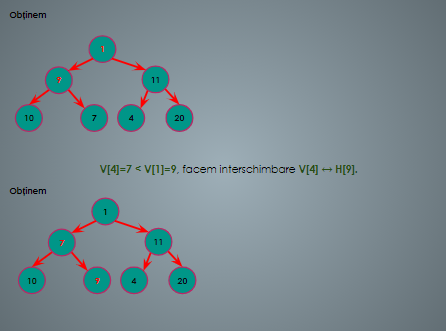 Obținem
1
9 11
10 7 4 20
V[4]=7 < V[1]=9, facem interschimbare V[4] ↔ H[9].
Obținem
1
7 11
10 9 4 20